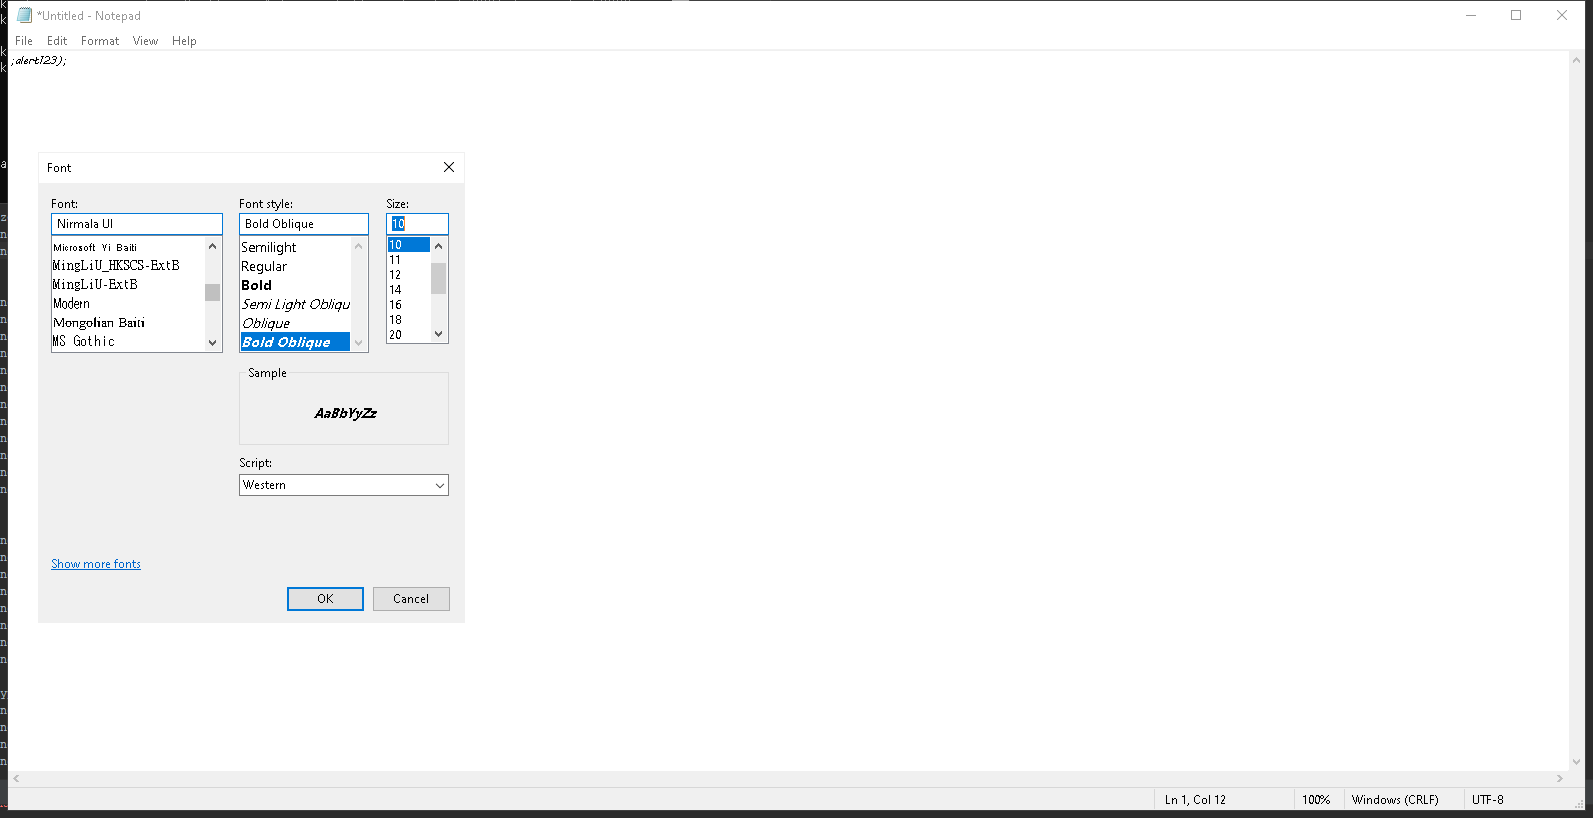 *Untitled - Notepad
File Edit Format View Help
;alert123);
Font
Font: Font style: Size:
Nirmala UI Bold Oblique 10
Microsoft Yi Baiti
MingLiU_HKSCS-ExtB
MingLiU-ExtB
Modern
Mongolian Baiti
MS Gothic
Semilight
Regular
Bold
Semi Light Obliqu
Oblique
Bold Oblique
10
11
12
14
16
18
20
Sample
AaBbYyZz
Script:
Western
Show more fonts
OK Cancel
Ln 1, Col 12 100% Windows (CRLF) UTF-8